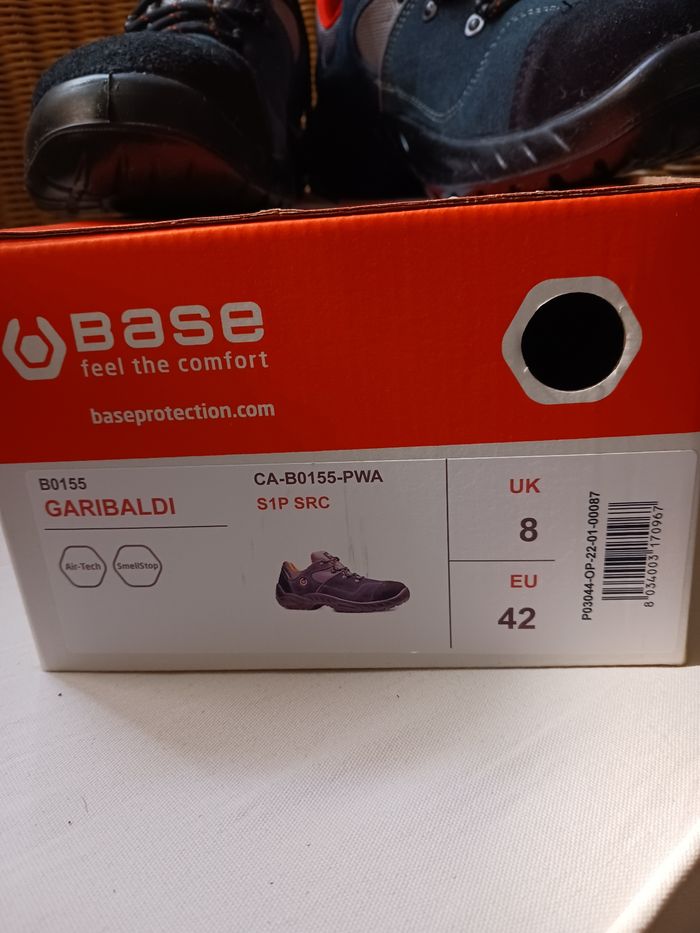 BASE
feel the comfort
baseprotection.com
B0155
GARIBALDI
Air-Tech
SmellStop
CA-B0155-PWA
S1P SRC
UK
8
EU
42
P03044-OP-22-01-00087
8 034003 170967